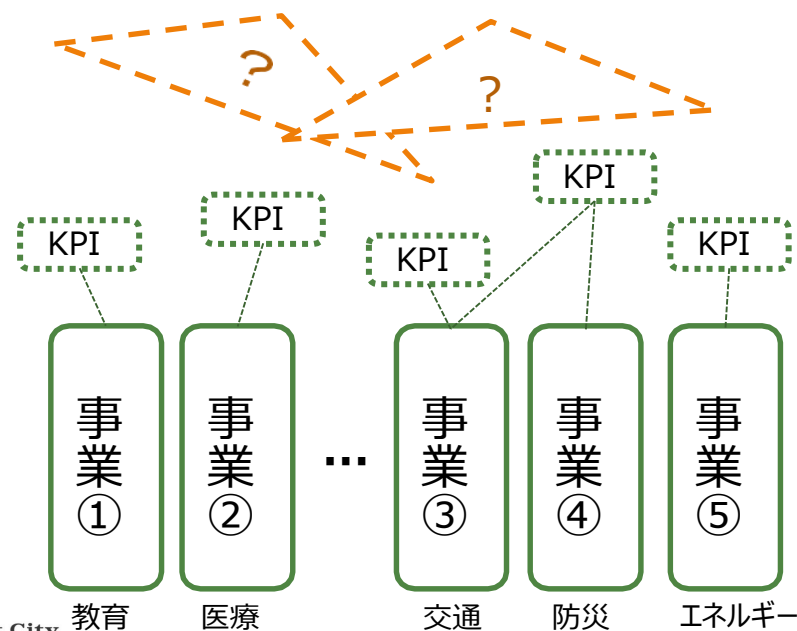 ?
?
KPI
KPI
KPI
KPI
KPI
事業①
事業②
…
事業③
事業④
事業⑤
教育
医療
交通
防災
エネルギー
City